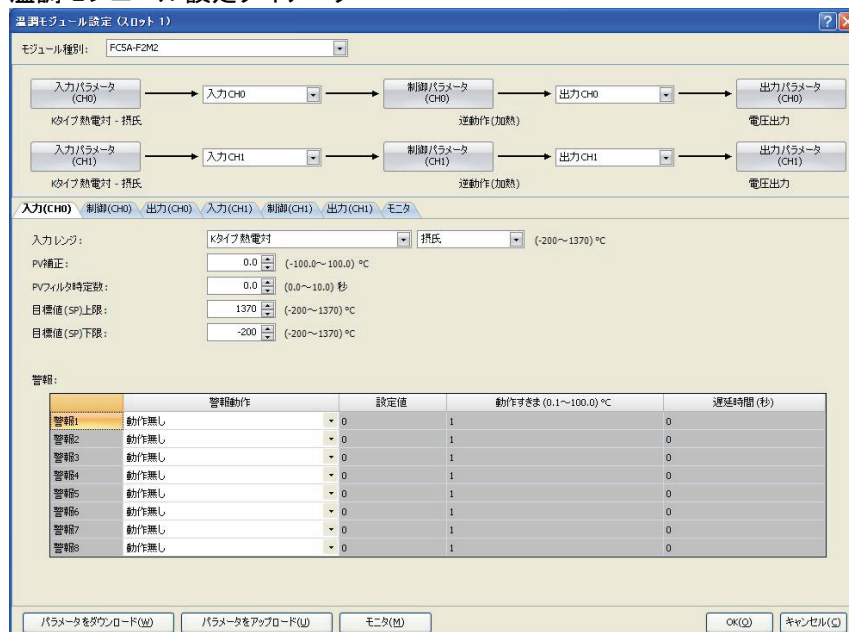 温調モジュール設定 (スロット 1)
モジュール種別: FC5A-F2M2
入力パラメータ (CH0) 入力CH0 制御パラメータ (CH0) 出力CH0 出力パラメータ (CH0)
Kタイプ熱電対 - 摂氏 逆動作(加熱) 電圧出力
入力パラメータ (CH1) 入力CH1 制御パラメータ (CH1) 出力CH1 出力パラメータ (CH1)
Kタイプ熱電対 - 摂氏 逆動作(加熱) 電圧出力
入力(CH0) 制御(CH0) 出力(CH0) 入力(CH1) 制御(CH1) 出力(CH1) モニタ
入力レンジ: Kタイプ熱電対 摂氏 (-200～1370) ℃
PV補正: 0.0 (-100.0～100.0) ℃
PVフィルタ時定数: 0.0 (0.0～10.0) 秒
目標値(SP)上限: 1370 (-200～1370) ℃
目標値(SP)下限: -200 (-200～1370) ℃
警報:
警報動作 設定値 動作すきま(0.1～100.0) ℃ 遅延時間(秒)
警報1 動作無し 0 1 0
警報2 動作無し 0 1 0
警報3 動作無し 0 1 0
警報4 動作無し 0 1 0
警報5 動作無し 0 1 0
警報6 動作無し 0 1 0
警報7 動作無し 0 1 0
警報8 動作無し 0 1 0
パラメータをダウンロード(W) パラメータをアップロード(U) モニタ(M) OK(O) キャンセル(C)